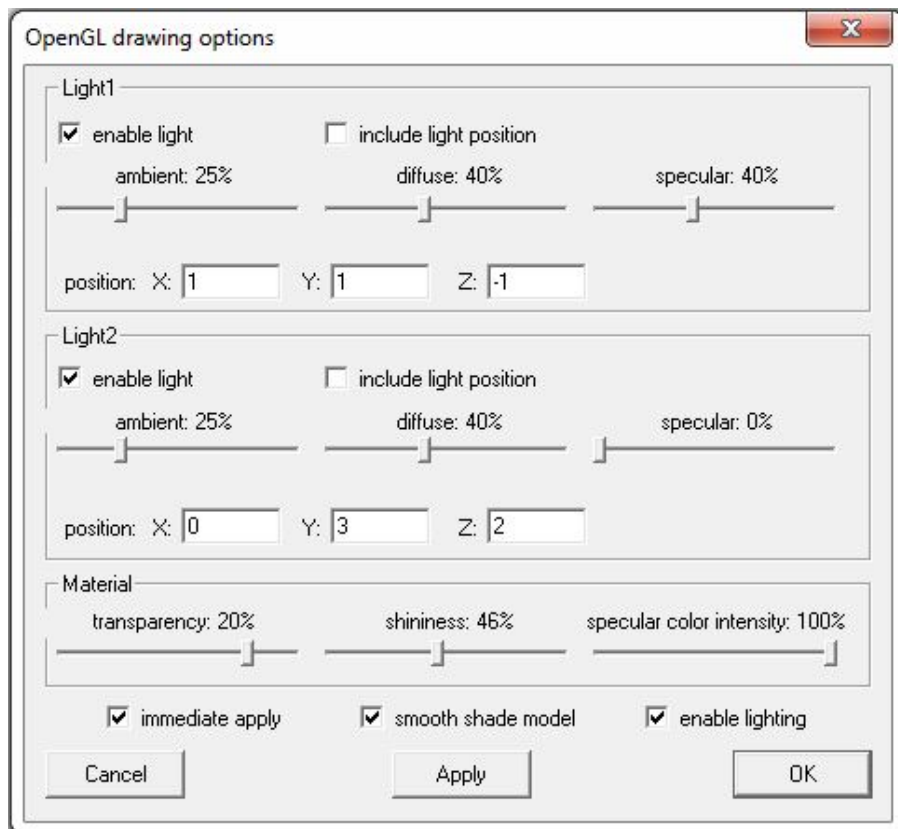 OpenGL drawing options
Light1
enable light include light position
ambient: 25% diffuse: 40% specular: 40%
position: X: 1 Y: 1 Z: -1
Light2
enable light include light position
ambient: 25% diffuse: 40% specular: 0%
position: X: 0 Y: 3 Z: 2
Material
transparency: 20% shininess: 46% specular color intensity: 100%
immediate apply smooth shade model enable lighting
Cancel Apply OK